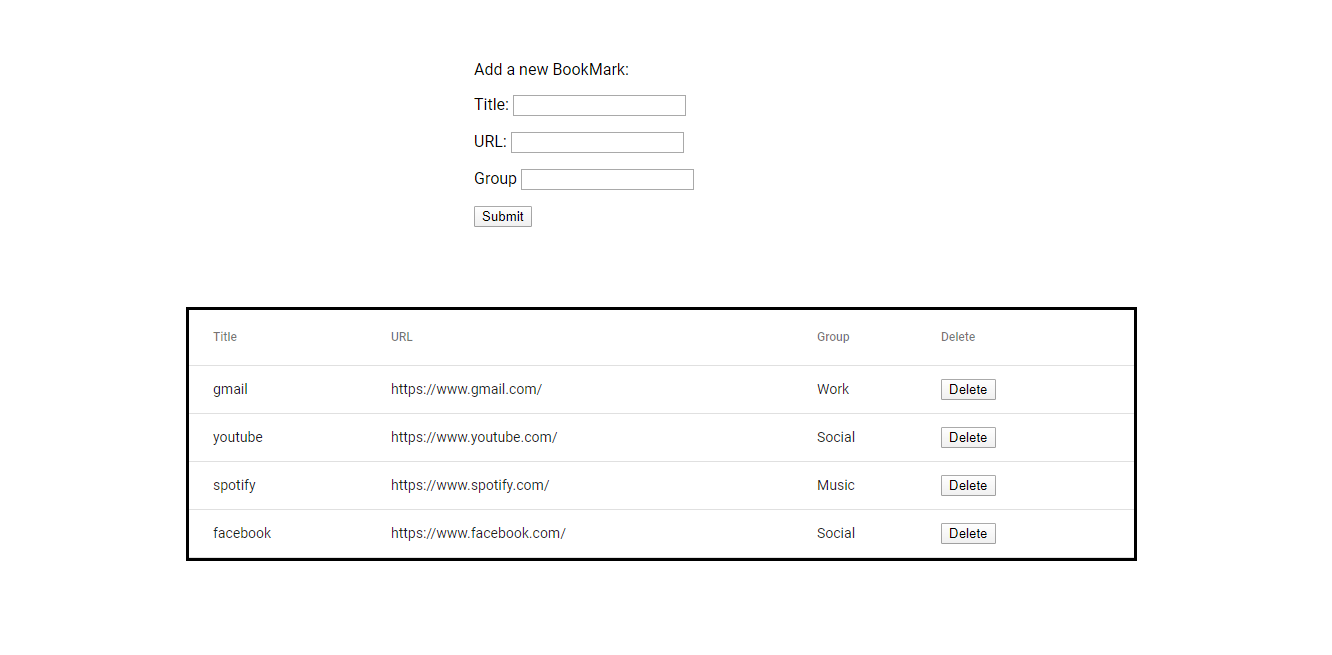 Add a new BookMark:
Title:
URL:
Group
Submit
Title URL Group Delete
gmail https://www.gmail.com/ Work Delete
youtube https://www.youtube.com/ Social Delete
spotify https://www.spotify.com/ Music Delete
facebook https://www.facebook.com/ Social Delete